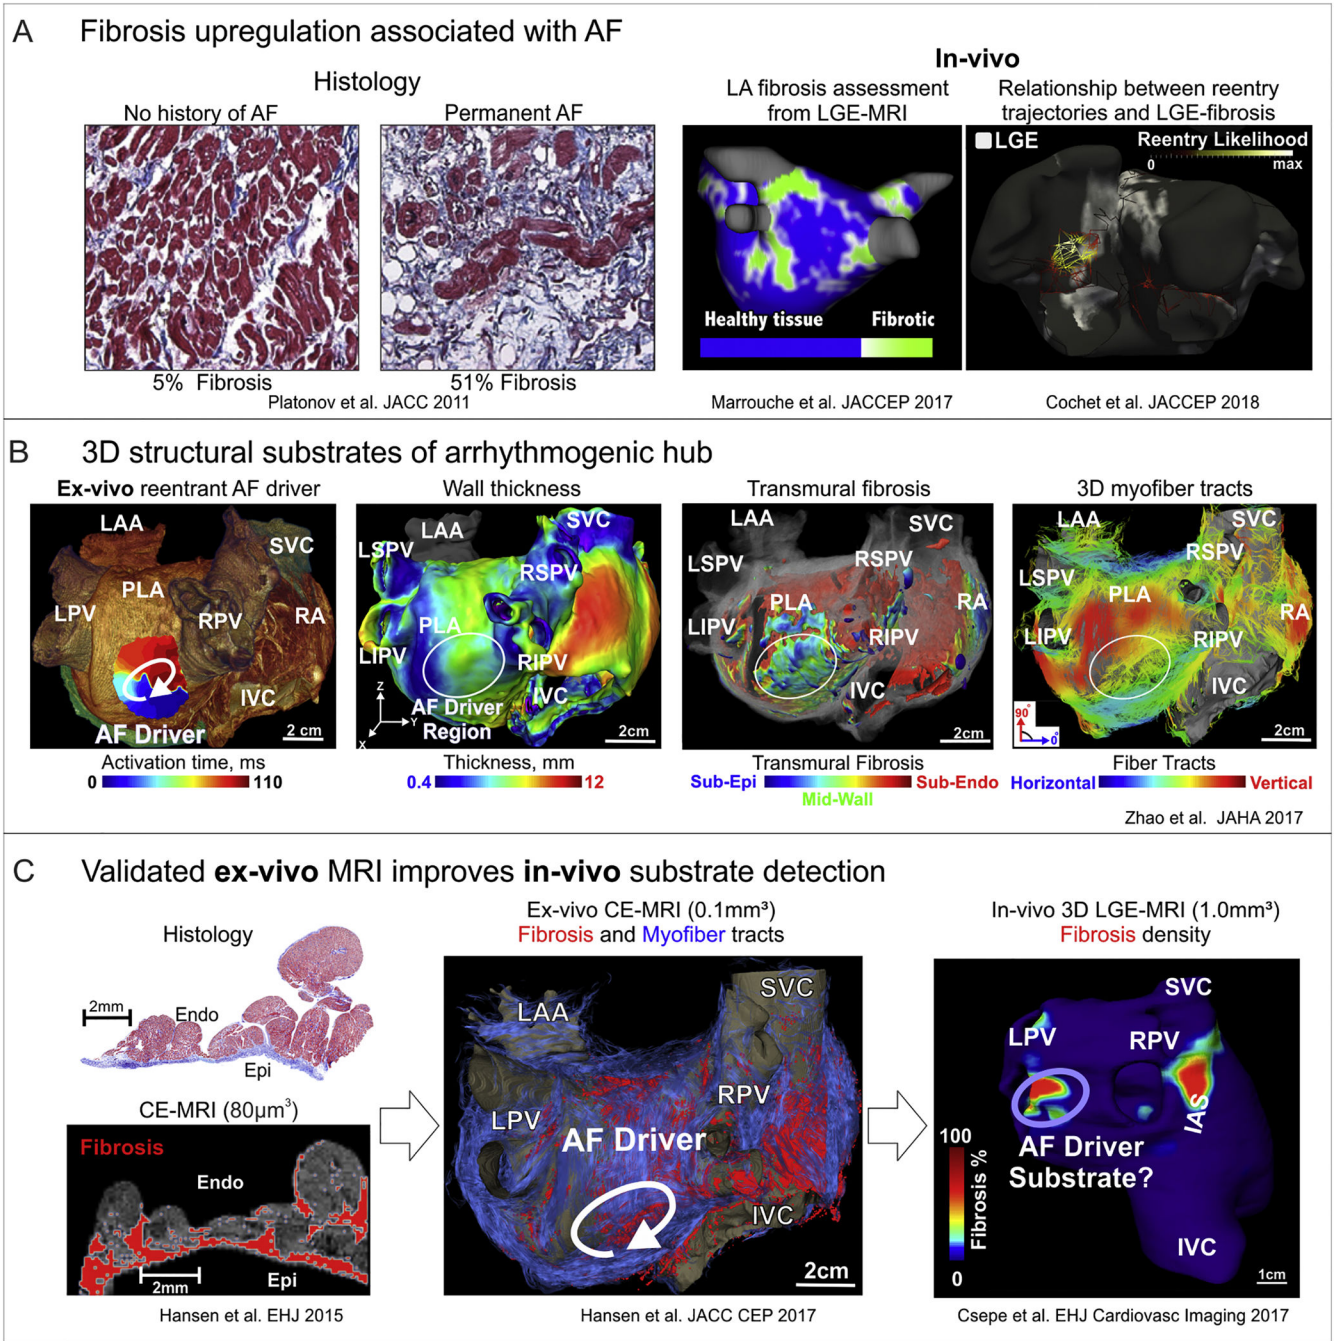 A Fibrosis upregulation associated with AF
Histology
No history of AF
Permanent AF
5% Fibrosis
51% Fibrosis
Platonov et al. JACC 2011
In-vivo
LA fibrosis assessment
from LGE-MRI
Healthy tissue
Fibrotic
Marrouche et al. JACCEP 2017
Relationship between reentry
trajectories and LGE-fibrosis
LGE
Reentry Likelihood
0
max
Cochet et al. JACCEP 2018
B 3D structural substrates of arrhythmogenic hub
Ex-vivo reentrant AF driver
LAA
SVC
PLA
LPV
RPV
RA
IVC
AF Driver
2 cm
Activation time, ms
0
110
Wall thickness
LAA
SVC
LSPV
RSPV
PLA
LIPV
RIPV
IVC
Z
Y
X
AF Driver
Region
2cm
Thickness, mm
0.4
12
Transmural fibrosis
LAA
SVC
LSPV
RSPV
PLA
RA
LIPV
RIPV
IVC
2cm
Transmural Fibrosis
Sub-Epi
Sub-Endo
Mid-Wall
3D myofiber tracts
LAA
SVC
RSPV
LSPV
PLA
RA
LIPV
RIPV
IVC
90°
0°
2cm
Fiber Tracts
Horizontal
Vertical
Zhao et al. JAHA 2017
C Validated ex-vivo MRI improves in-vivo substrate detection
Histology
2mm
Endo
Epi
CE-MRI (80µm³)
Fibrosis
Endo
Epi
2mm
Hansen et al. EHJ 2015
Ex-vivo CE-MRI (0.1mm³)
Fibrosis and Myofiber tracts
SVC
LAA
RPV
LPV
AF Driver
IVC
2cm
Hansen et al. JACC CEP 2017
In-vivo 3D LGE-MRI (1.0mm³)
Fibrosis density
SVC
LPV
RPV
IAS
AF Driver
Substrate?
100
Fibrosis %
0
IVC
1cm
Csepe et al. EHJ Cardiovasc Imaging 2017